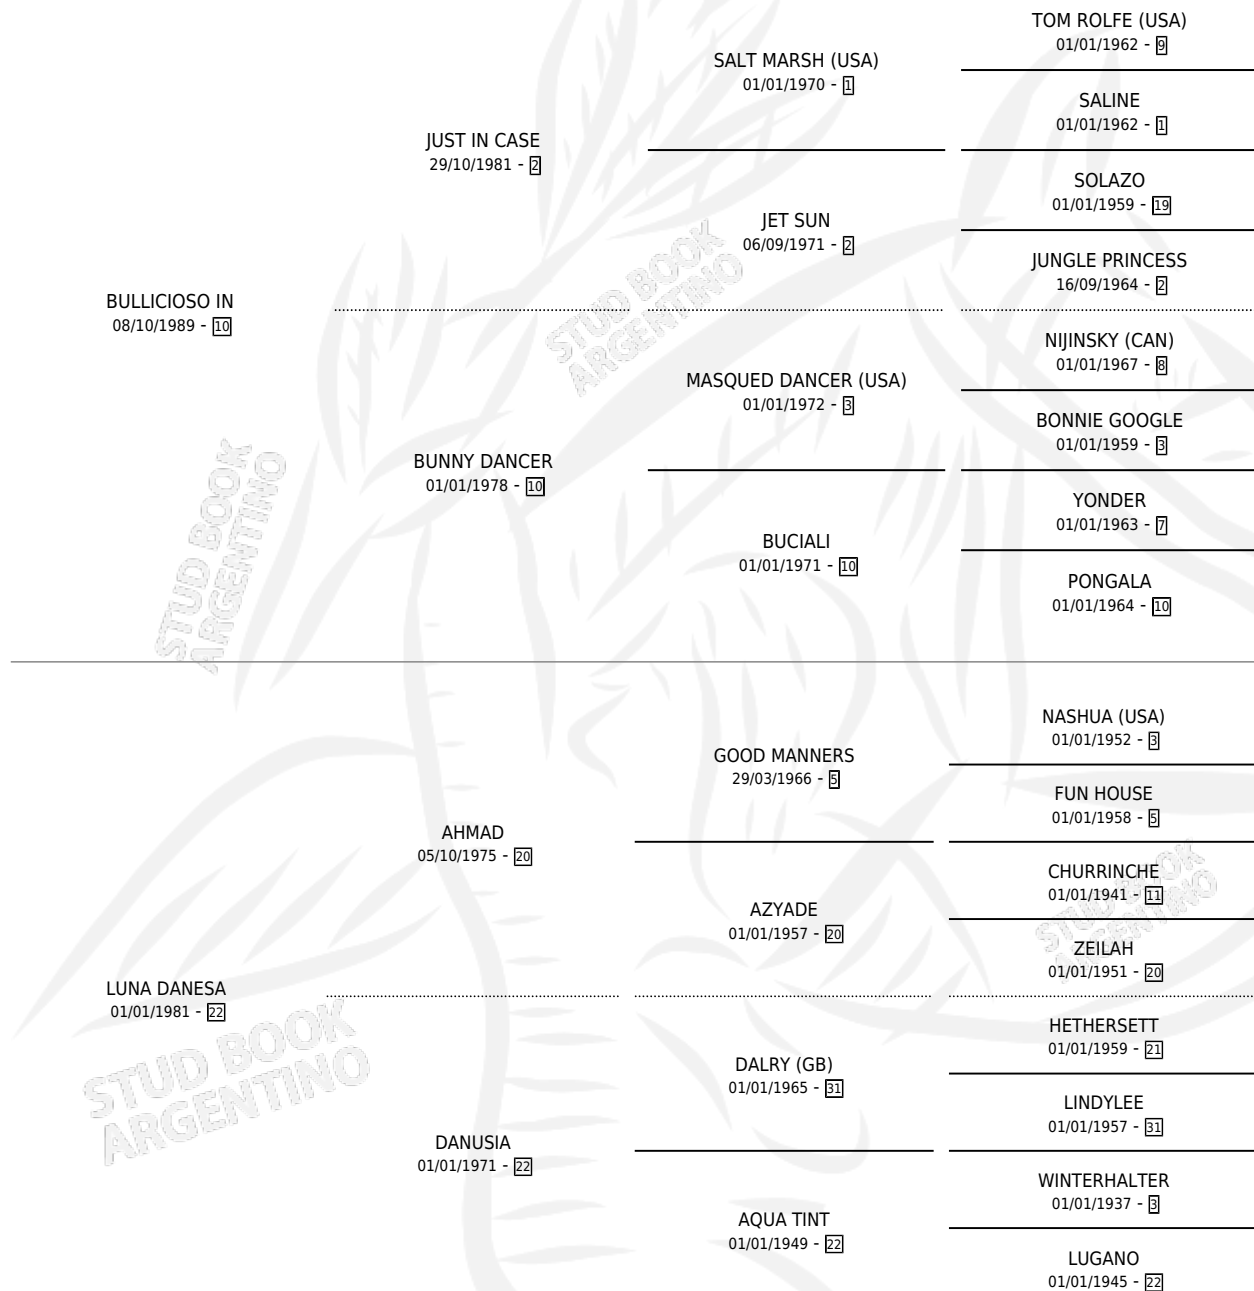 TOM ROLFE (USA)
01/01/1962 - 9
SALT MARSH (USA)
01/01/1970 - 1
SALINE
01/01/1962 - 1
JUST IN CASE
29/10/1981 - 2
SOLAZO
01/01/1959 - 19
JET SUN
06/09/1971 - 2
JUNGLE PRINCESS
16/09/1964 - 2
BULLICIOSO IN
08/10/1989 - 10
STUD BOOK
ARGENTINO
NIJINSKY (CAN)
01/01/1967 - 8
MASQUED DANCER (USA)
01/01/1972 - 3
BONNIE GOOGLE
01/01/1959 - 3
BUNNY DANCER
01/01/1978 - 10
YONDER
01/01/1963 - 7
BUCIALI
01/01/1971 - 10
PONGALA
01/01/1964 - 10
STUD BOOK
ARGENTINO
NASHUA (USA)
01/01/1952 - 3
GOOD MANNERS
29/03/1966 - 5
FUN HOUSE
01/01/1958 - 5
AHMAD
05/10/1975 - 20
CHURRINCHE
01/01/1941 - 11
AZYADE
01/01/1957 - 20
STUD BOOK
ARGENTINO
ZEILAH
01/01/1951 - 20
LUNA DANESA
01/01/1981 - 22
HETHERSETT
01/01/1959 - 21
DALRY (GB)
01/01/1965 - 31
STUD BOOK
ARGENTINO
LINDYLEE
01/01/1957 - 31
DANUSIA
01/01/1971 - 22
WINTERHALTER
01/01/1937 - 3
AQUA TINT
01/01/1949 - 22
LUGANO
01/01/1945 - 22